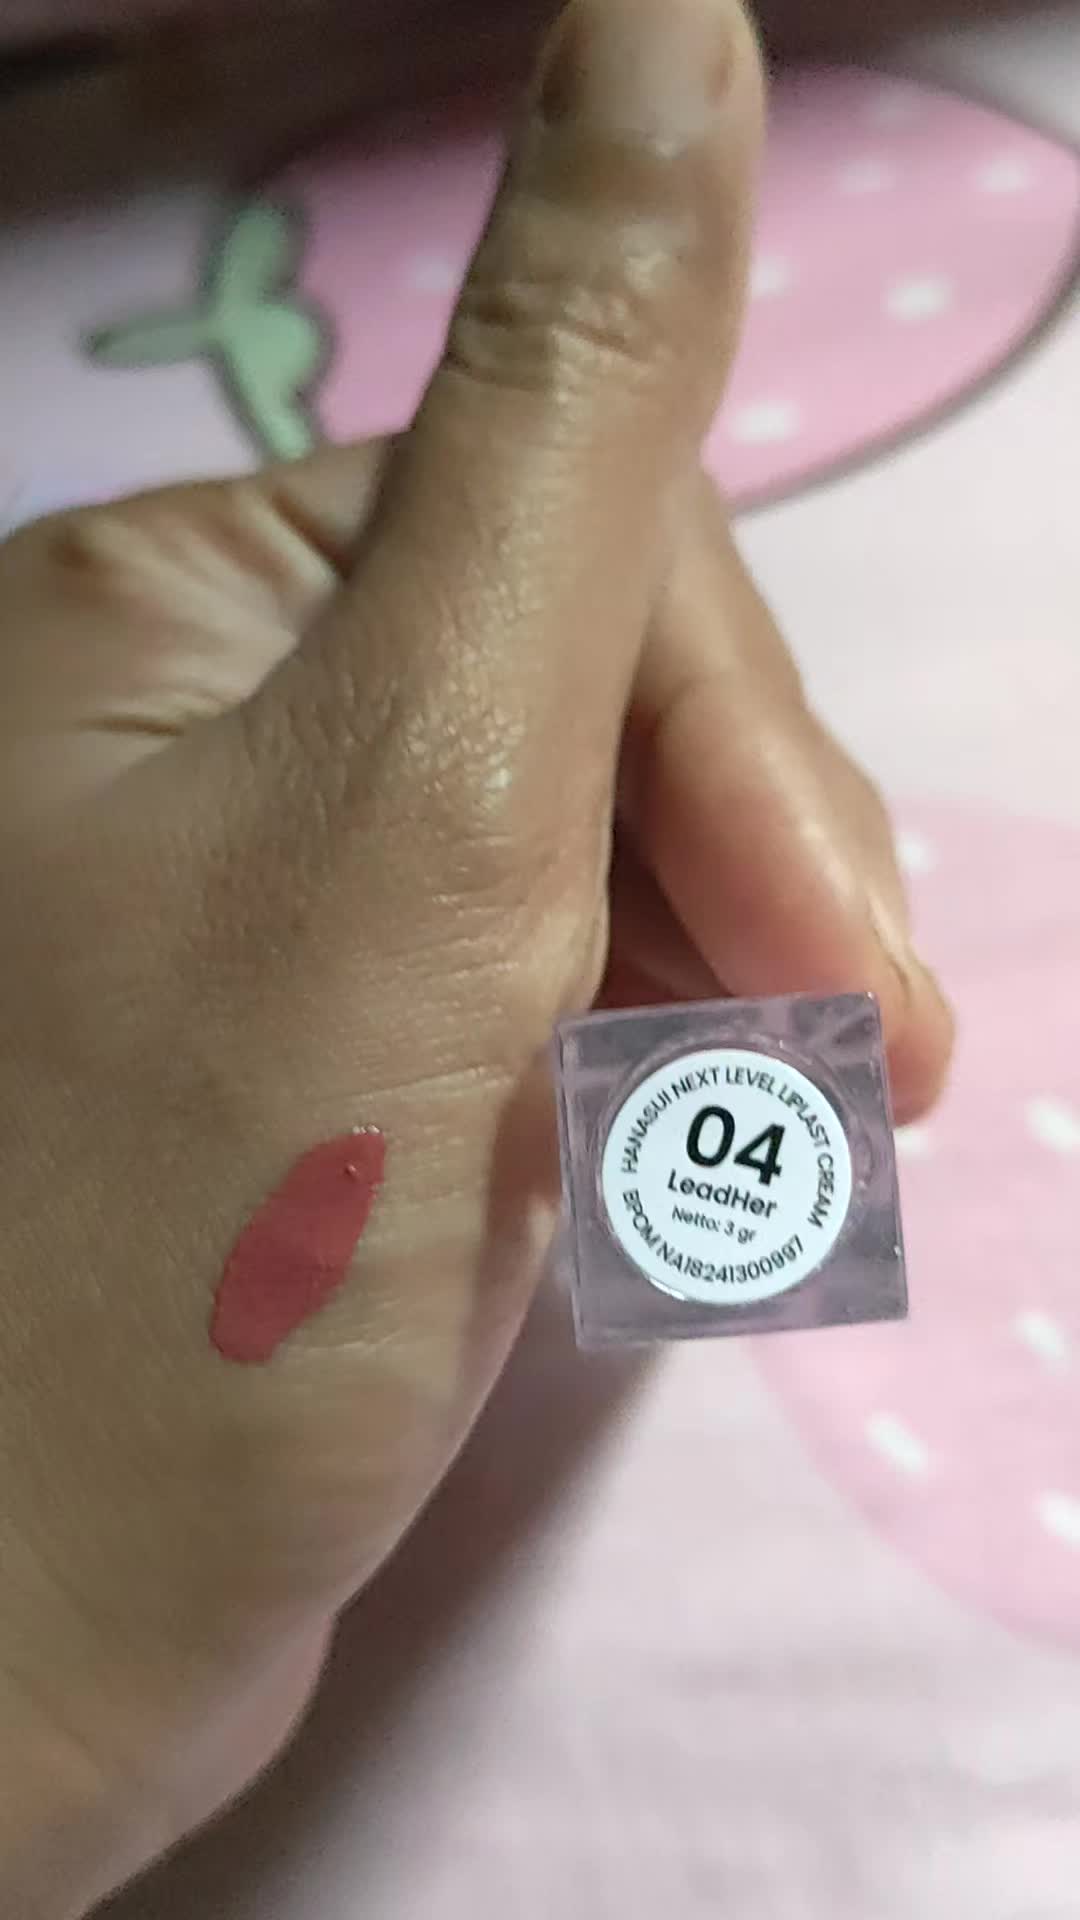 HANASUI NEXT LEVEL LIPLAST CREAM
04
LeadHer
Netto: 3 gr
BPOM NA18241300997